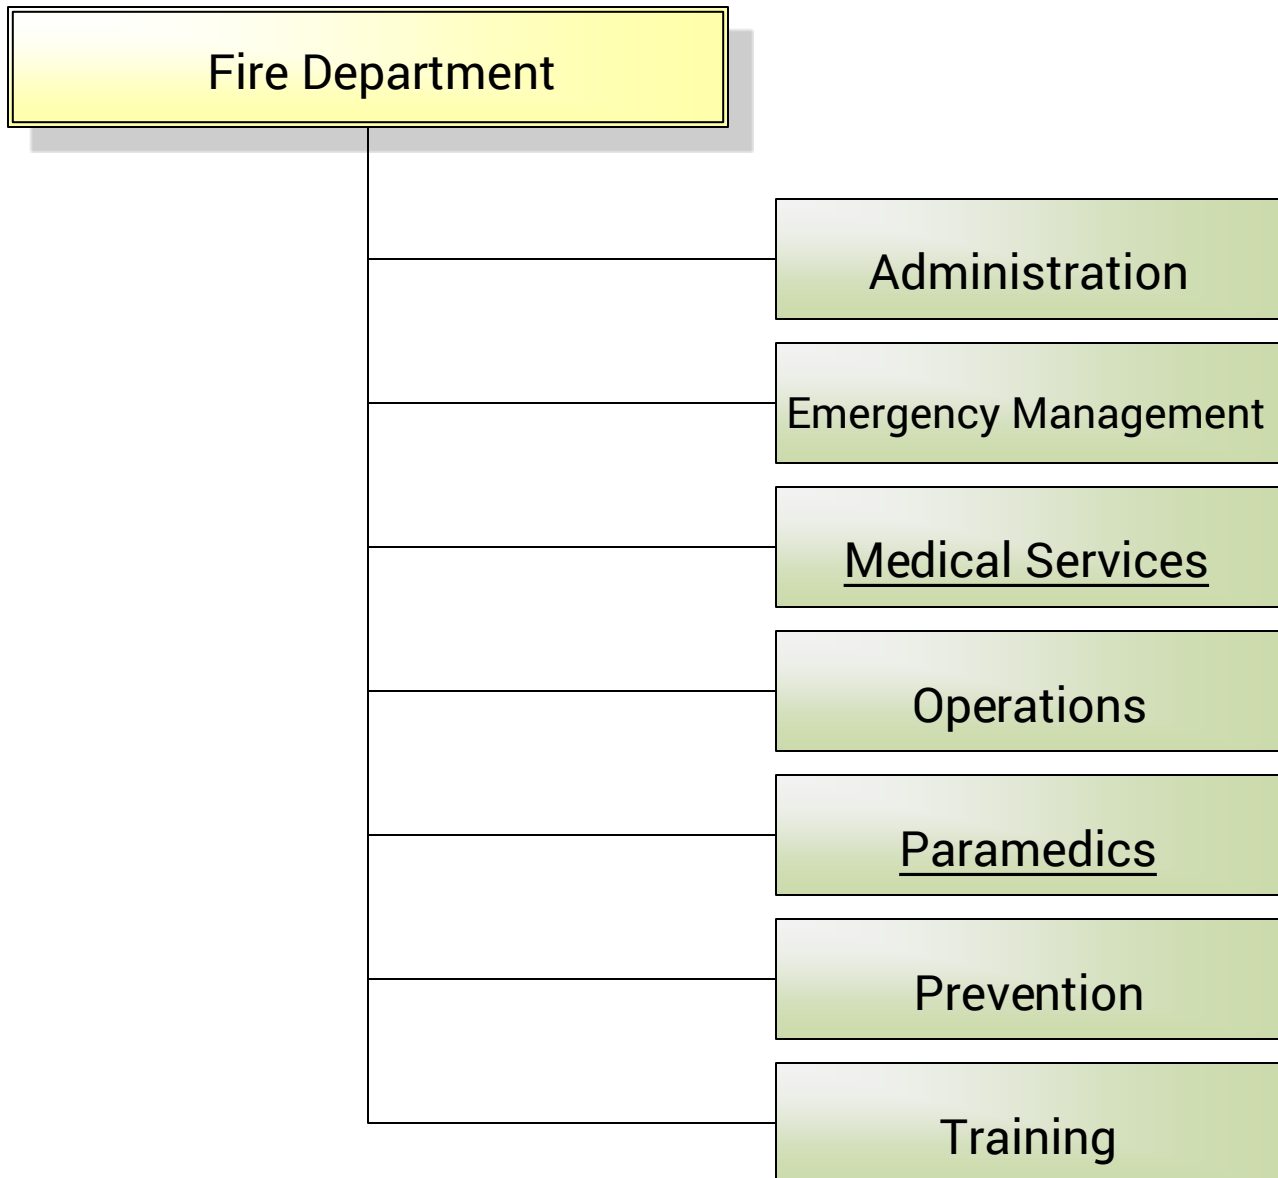 Fire Department
Administration
Emergency Management
Medical Services
Operations
Paramedics
Prevention
Training